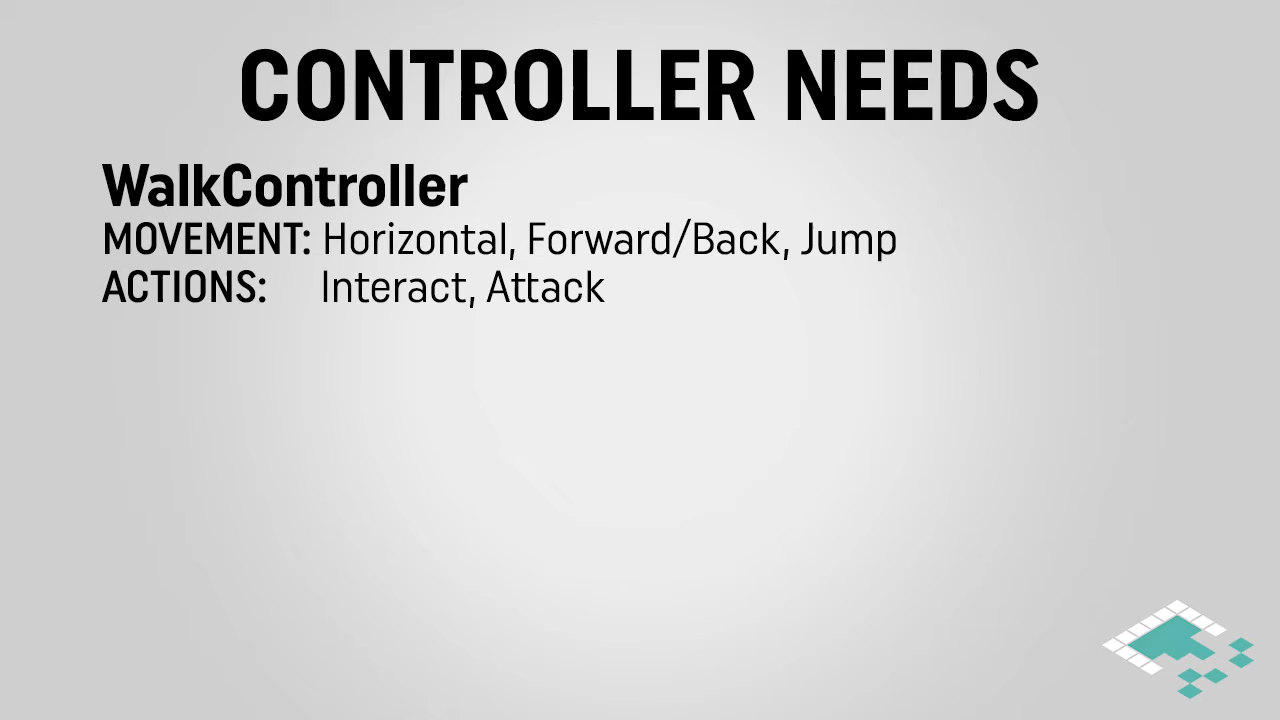 CONTROLLER NEEDS
WalkController
MOVEMENT: Horizontal, Forward/Back, Jump
ACTIONS: Interact, Attack